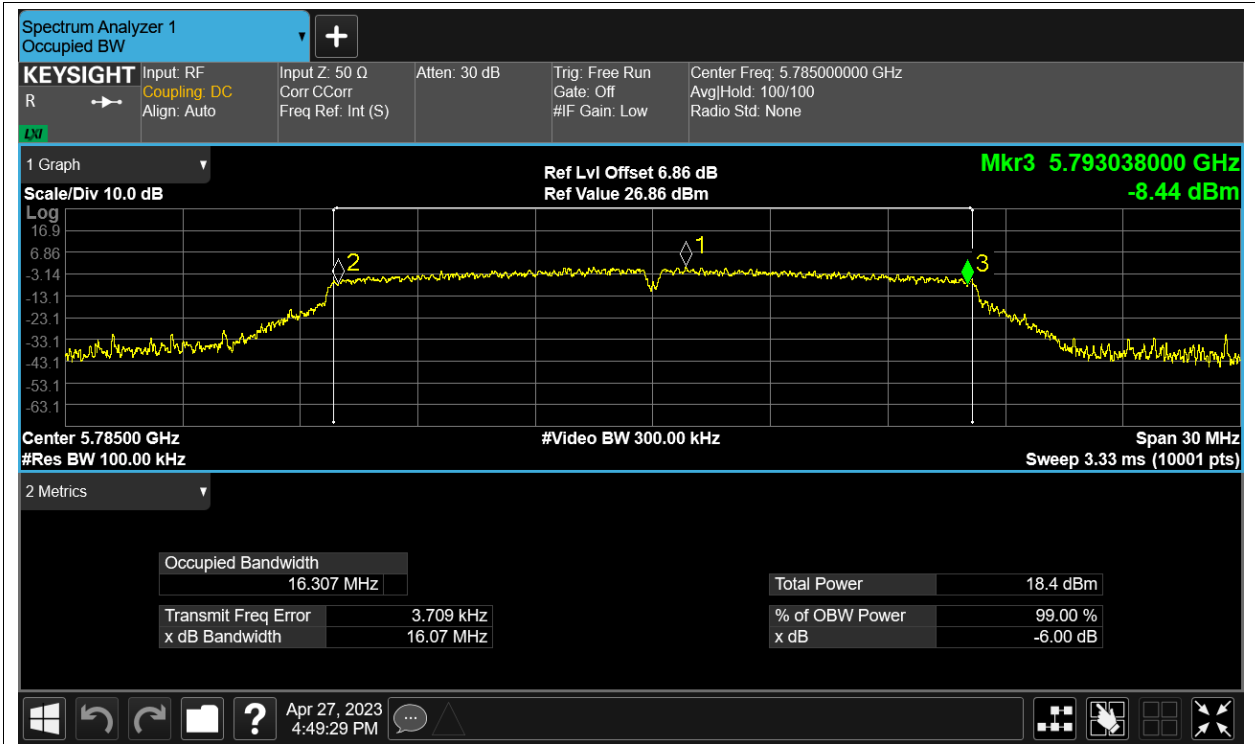 Spectrum Analyzer 1
Occupied BW
KEYSIGHT
R
LXI
Input: RF
Coupling: DC
Align: Auto
Input Z: 50 Ω
Corr CCorr
Freq Ref: Int (S)
Atten: 30 dB
Trig: Free Run
Gate: Off
#IF Gain: Low
Center Freq: 5.785000000 GHz
Avg|Hold: 100/100
Radio Std: None
1 Graph
Scale/Div 10.0 dB
Ref Lvl Offset 6.86 dB
Ref Value 26.86 dBm
Mkr3 5.793038000 GHz
-8.44 dBm
Log
16.9
6.86
-3.14
-13.1
-23.1
-33.1
-43.1
-53.1
-63.1
2
1
3
Center 5.78500 GHz
#Res BW 100.00 kHz
#Video BW 300.00 kHz
Span 30 MHz
Sweep 3.33 ms (10001 pts)
2 Metrics
Occupied Bandwidth
16.307 MHz
Transmit Freq Error 3.709 kHz
x dB Bandwidth 16.07 MHz
Total Power 18.4 dBm
% of OBW Power 99.00 %
x dB -6.00 dB
?
Apr 27, 2023
4:49:29 PM